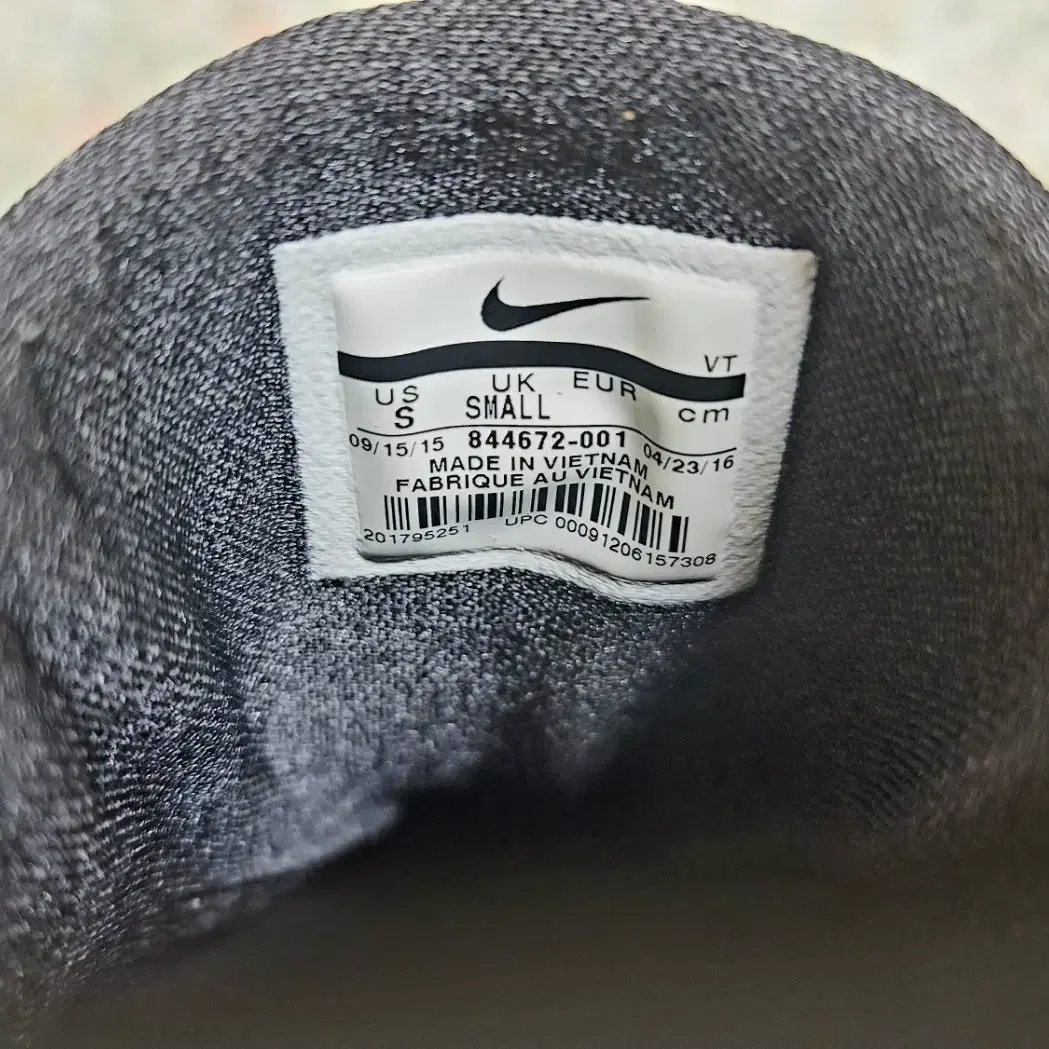 VT
US UK EUR cm
S SMALL
09/15/15 844672-001 04/23/16
MADE IN VIETNAM
FABRIQUE AU VIETNAM
201795251 UPC 00091206157308